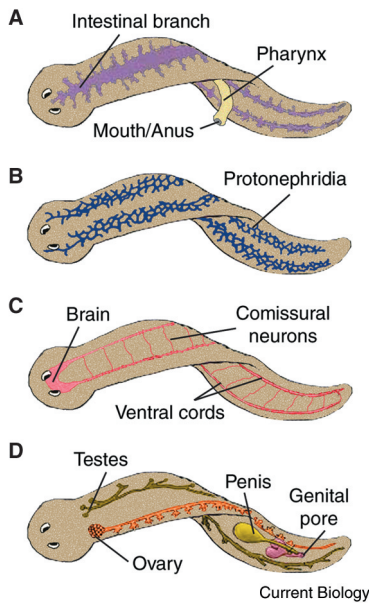 A
Intestinal branch
Pharynx
Mouth/Anus
B
Protonephridia
C
Brain
Comissural
neurons
Ventral cords
D
Testes
Penis
Genital
pore
Ovary
Current Biology